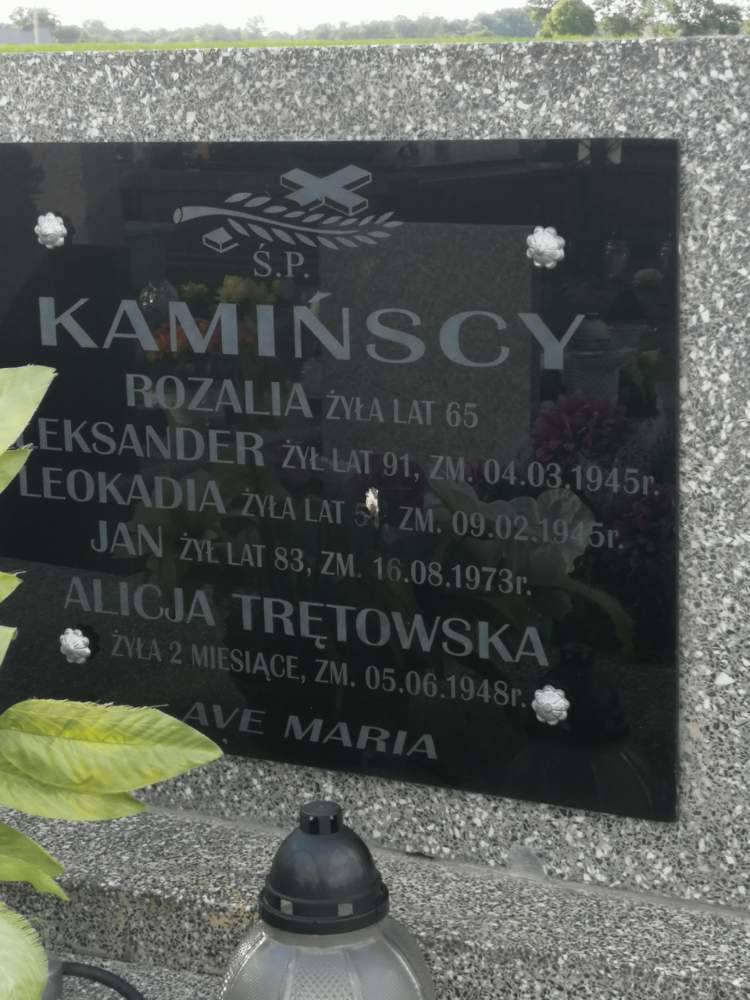 Ś.P.
KAMIŃSCY
ROZALIA ŻYŁA LAT 65
LEKSANDER ŻYŁ LAT 91, ZM. 04.03.1945r.
LEOKADIA ŻYŁA LAT ZM. 09.02.1945r.
JAN ŻYŁ LAT 83, ZM. 16.08.1973r.
ALICJA TRĘTOWSKA
ŻYŁA 2 MIESIĄCE, ZM. 05.06.1948r.
AVE MARIA